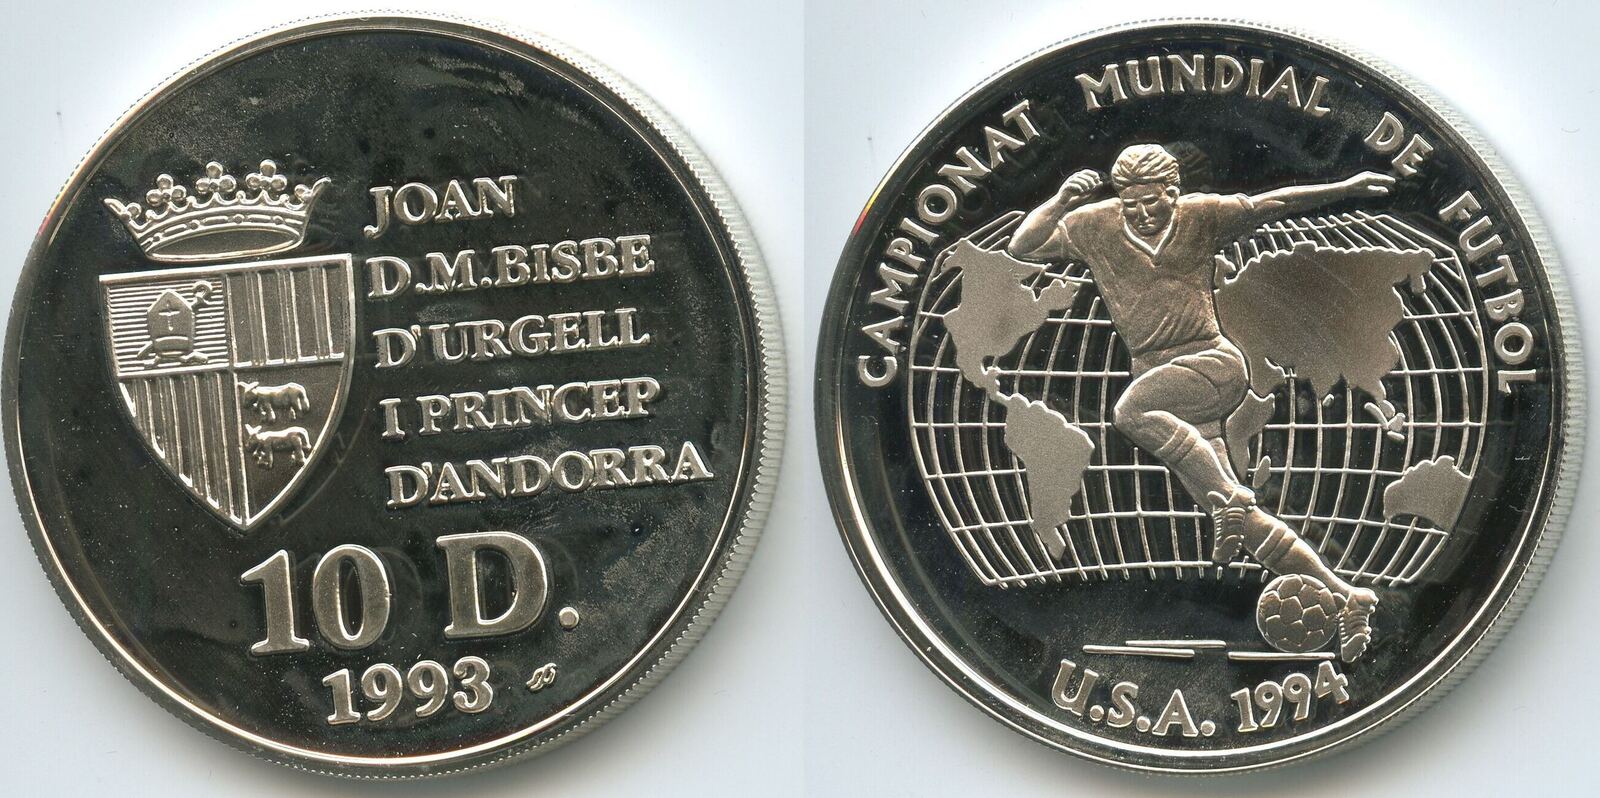 JOAN
D.M.BISBE
D'URGELL
I PRINCEP
D'ANDORRA
10 D.
1993
CAMPIONAT MUNDIAL DE FUTBOL
U.S.A. 1994